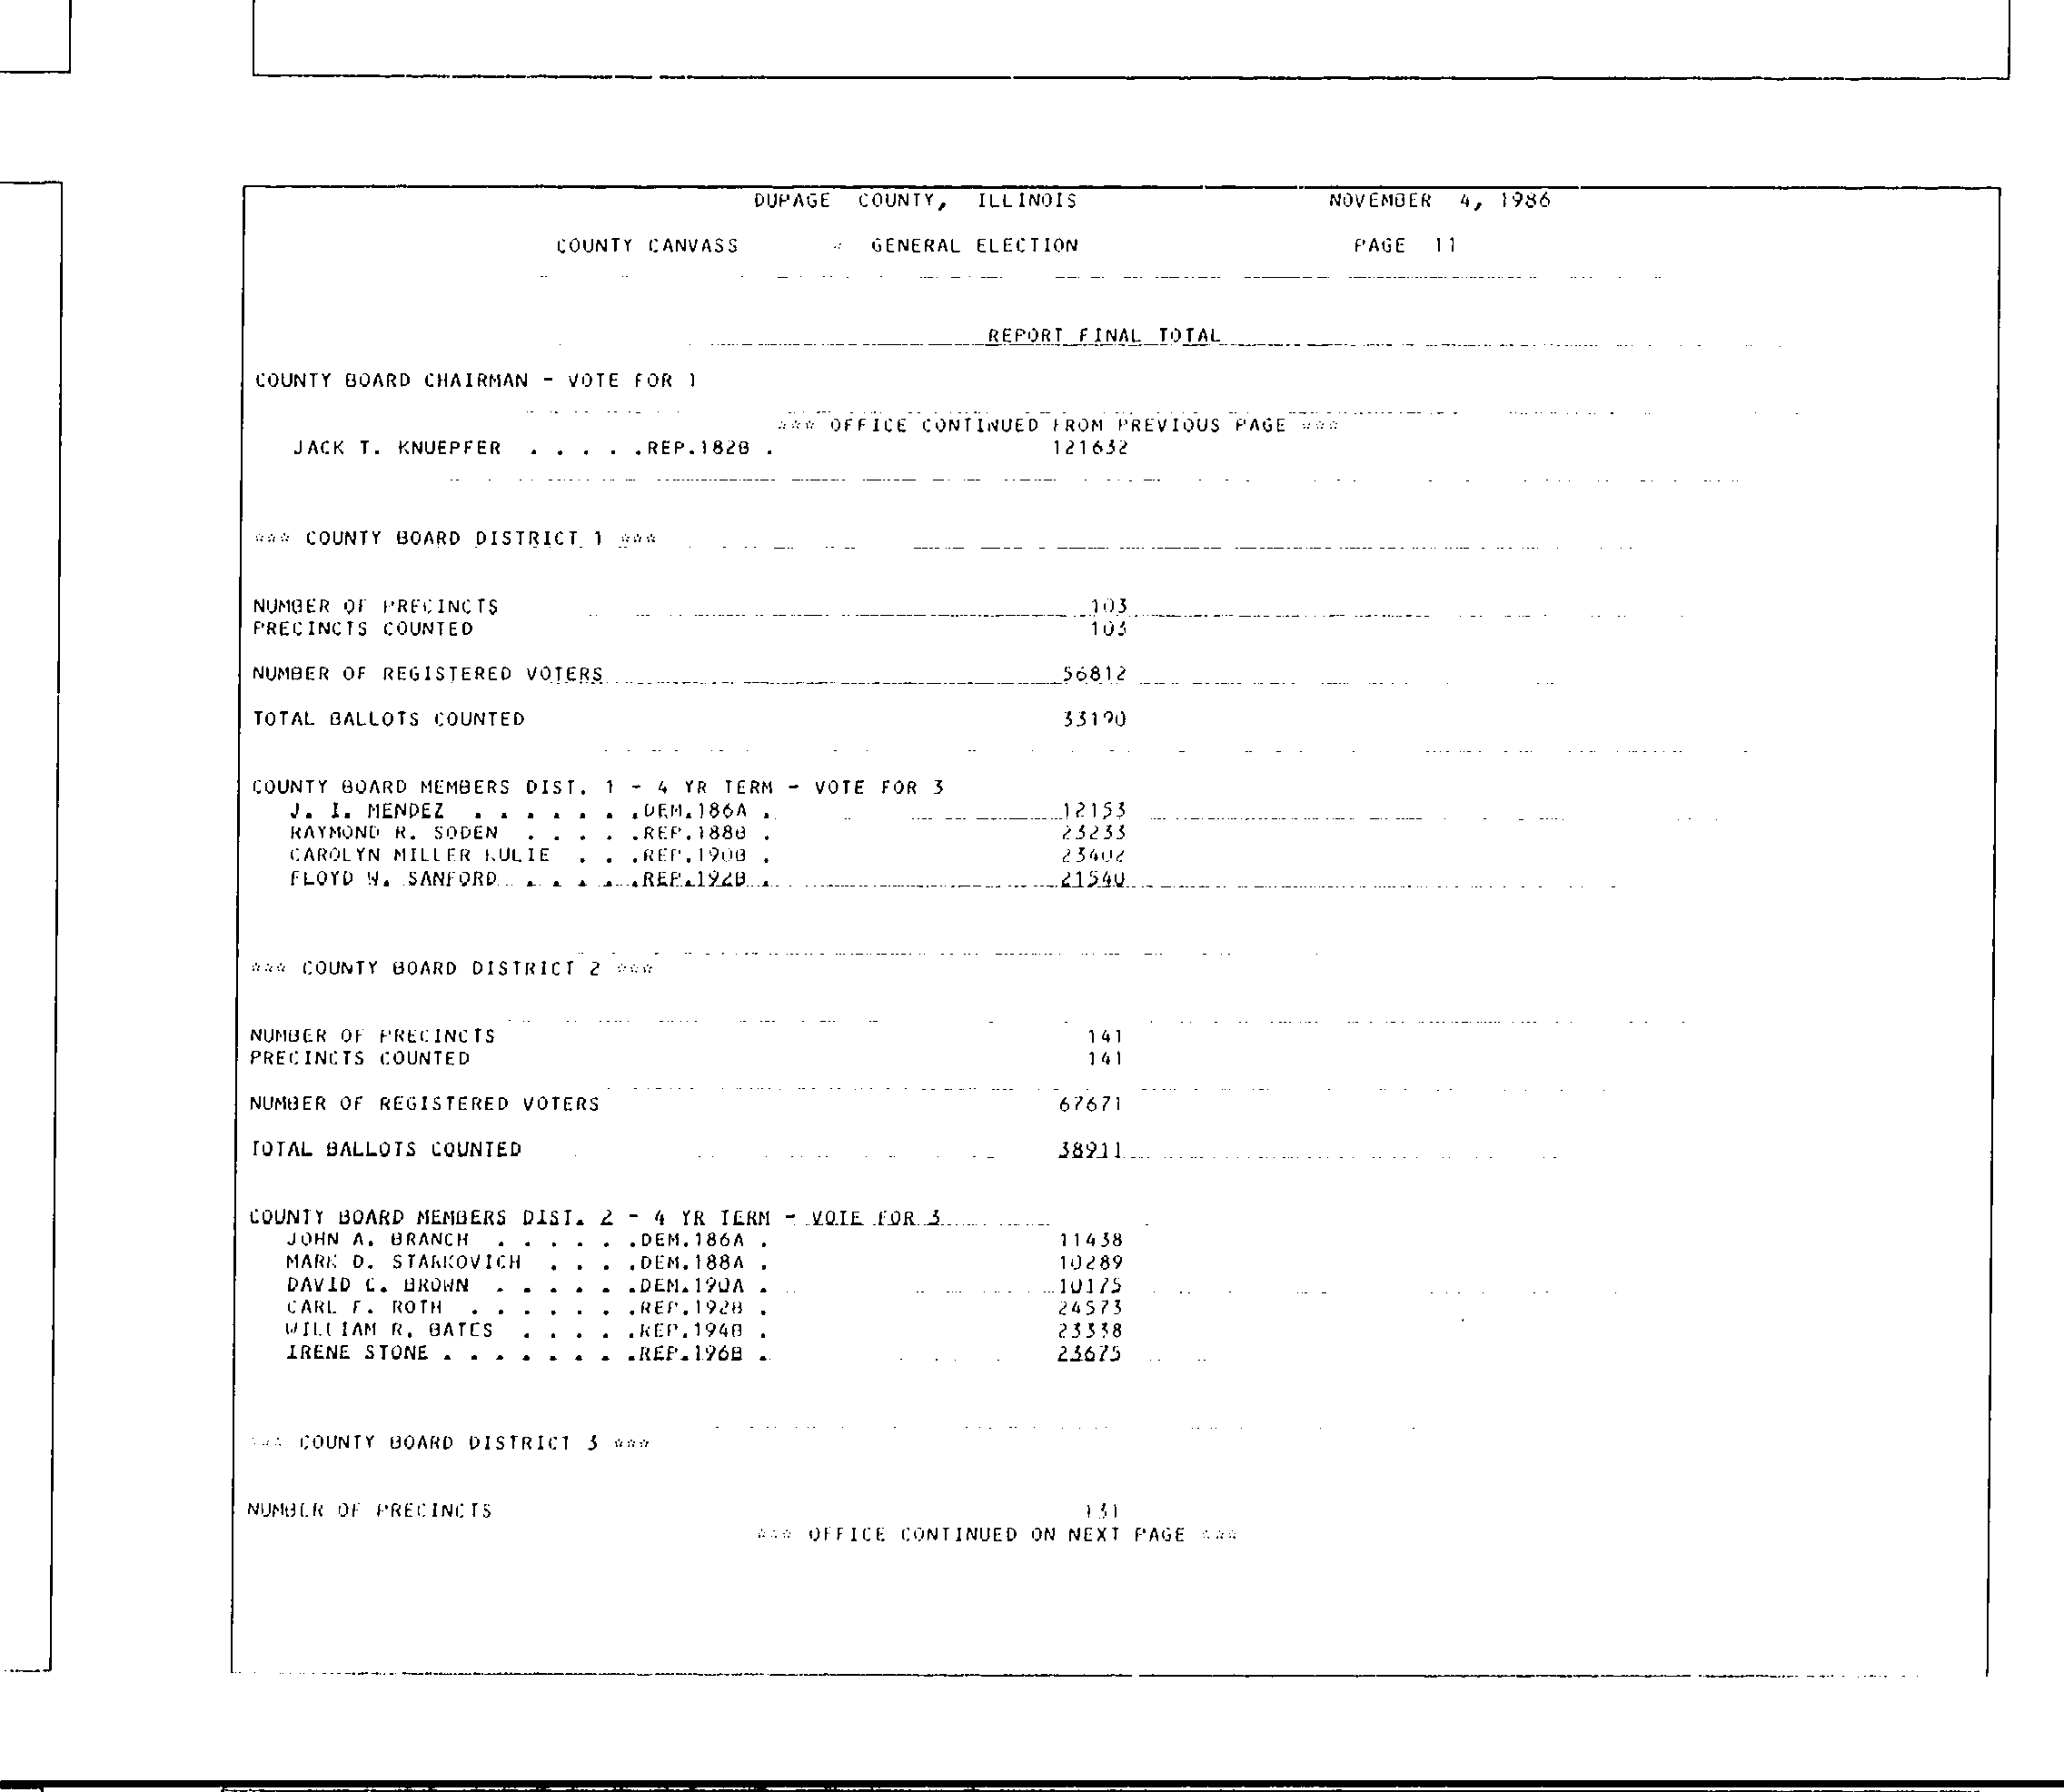 DUPAGE COUNTY, ILLINOIS NOVEMBER 4, 1986
COUNTY CANVASS * GENERAL ELECTION PAGE 11
REPORT FINAL TOTAL
COUNTY BOARD CHAIRMAN - VOTE FOR 1
*** OFFICE CONTINUED FROM PREVIOUS PAGE ***
JACK T. KNUEPFER . . . . .REP.182B . 121632
*** COUNTY BOARD DISTRICT 1 ***
NUMBER OF PRECINCTS 103
PRECINCTS COUNTED 103
NUMBER OF REGISTERED VOTERS 56812
TOTAL BALLOTS COUNTED 33190
COUNTY BOARD MEMBERS DIST. 1 - 4 YR TERM - VOTE FOR 3
J. I. MENDEZ . . . . . . .DEM.186A . 12153
RAYMOND R. SODEN . . . . .REP.188B . 23233
CAROLYN MILLER KULIE . . .REP.190B . 23402
FLOYD W. SANFORD . . . . .REP.192B . 21540
*** COUNTY BOARD DISTRICT 2 ***
NUMBER OF PRECINCTS 141
PRECINCTS COUNTED 141
NUMBER OF REGISTERED VOTERS 67671
TOTAL BALLOTS COUNTED 38911
COUNTY BOARD MEMBERS DIST. 2 - 4 YR TERM - VOTE FOR 3
JOHN A. BRANCH . . . . . .DEM.186A . 11438
MARK D. STARKOVICH . . . .DEM.188A . 10289
DAVID C. BROWN . . . . . .DEM.190A . 10175
CARL F. ROTH . . . . . . .REP.192B . 24573
WILLIAM R. BATES . . . . .REP.194B . 23338
IRENE STONE . . . . . . . .REP.196B . 23675
*** COUNTY BOARD DISTRICT 3 ***
NUMBER OF PRECINCTS 131
*** OFFICE CONTINUED ON NEXT PAGE ***